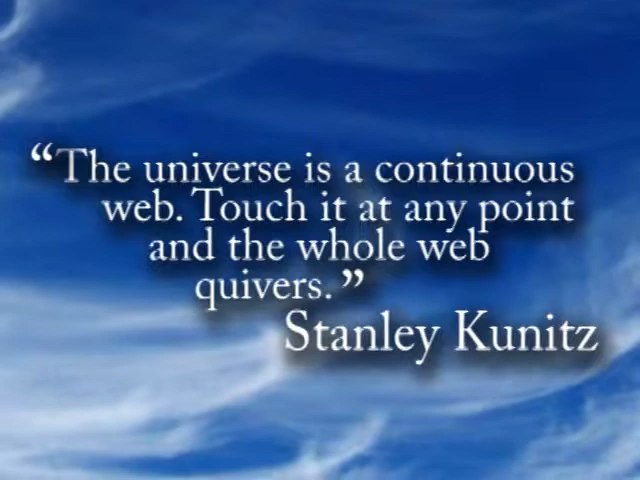 “The universe is a continuous
web. Touch it at any point
and the whole web
quivers.”
Stanley Kunitz